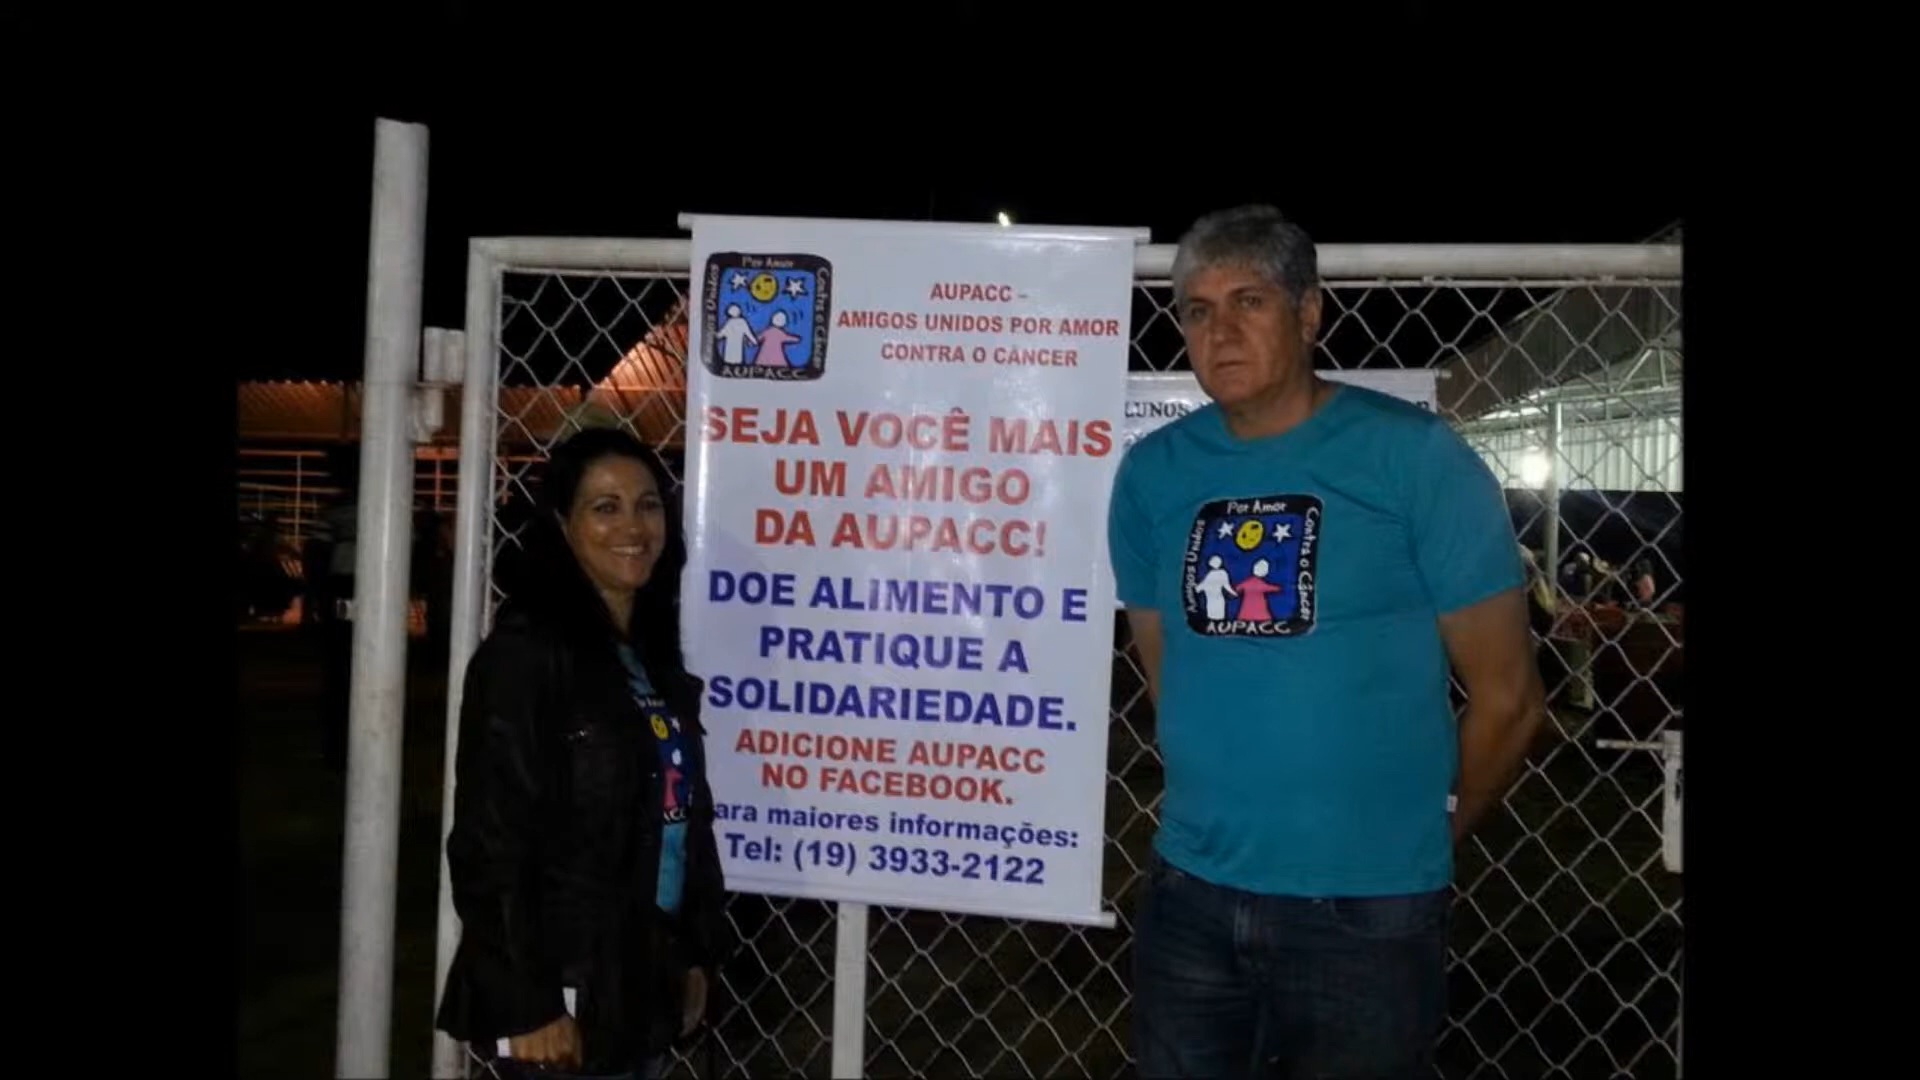 Por Amor
Amigos Unidos
Contra o Câncer
AUPACC
AUPACC –
AMIGOS UNIDOS POR AMOR
CONTRA O CÂNCER
SEJA VOCÊ MAIS
UM AMIGO
DA AUPACC!
DOE ALIMENTO E
PRATIQUE A
SOLIDARIEDADE.
ADICIONE AUPACC
NO FACEBOOK.
ara maiores informações:
Tel: (19) 3933-2122
LUNOS
Por Amor
Amigos Unidos
Contra o Câncer
AUPACC